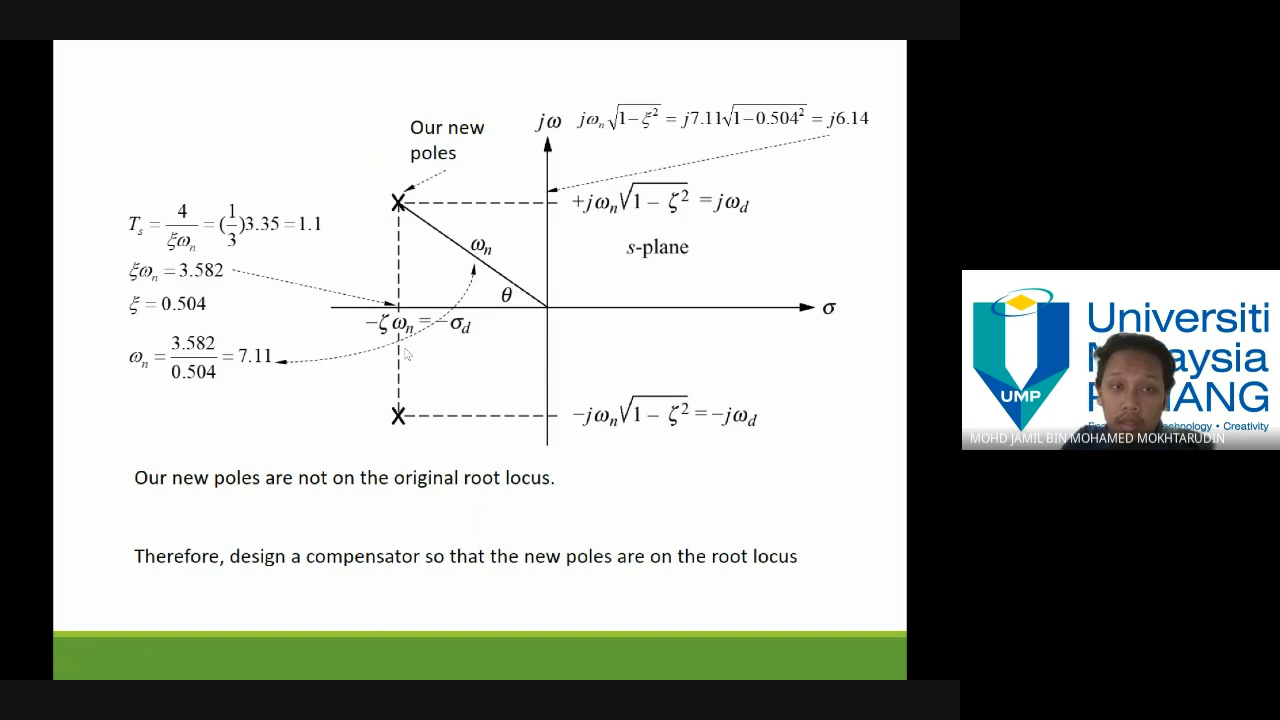 Our new
poles
jω
jωₙ√(1−ξ²) = j7.11√(1−0.504²) = j6.14
+jωₙ√(1 − ζ²) = jω_d
s-plane
Tₛ = 4/(ξωₙ) = (1/3)3.35 = 1.1
ξωₙ = 3.582
ξ = 0.504
ωₙ = 3.582/0.504 = 7.11
ωₙ
θ
σ
−ζωₙ = −σ_d
−jωₙ√(1 − ζ²) = −jω_d
Our new poles are not on the original root locus.
Therefore, design a compensator so that the new poles are on the root locus
Universiti
Malaysia
PAHANG
UMP
Technology • Creativity
MOHD JAMIL BIN MOHAMED MOKHTARUDIN